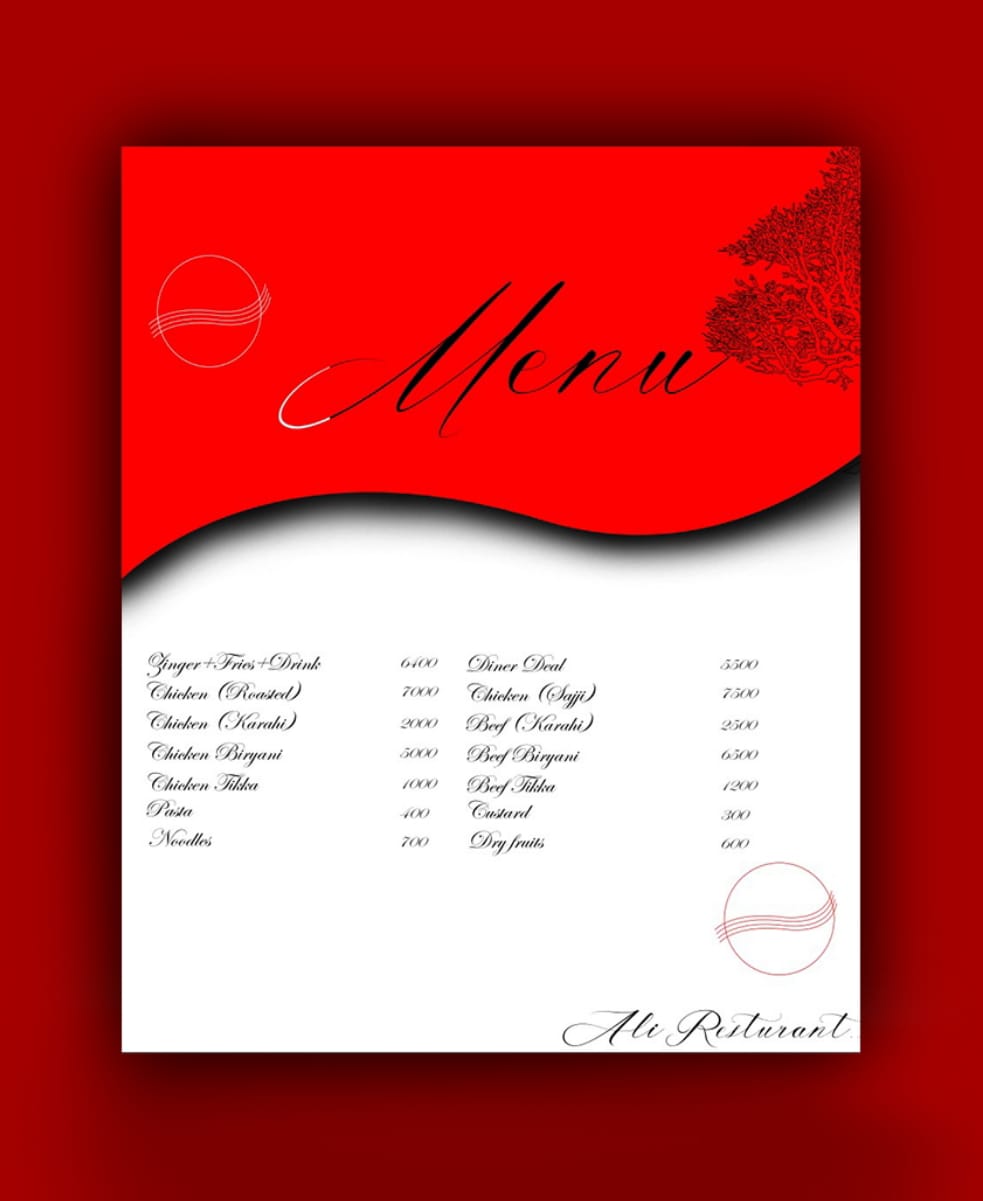 Menu
Zinger+Fries+Drink 6400
Chicken (Roasted) 7000
Chicken (Karahi) 2000
Chicken Biryani 5000
Chicken Tikka 1000
Pasta 400
Noodles 700
Diner Deal 5500
Chicken (Sajji) 7500
Beef (Karahi) 2500
Beef Biryani 6500
Beef Tikka 1200
Custard 300
Dry fruits 600
Ali Resturant